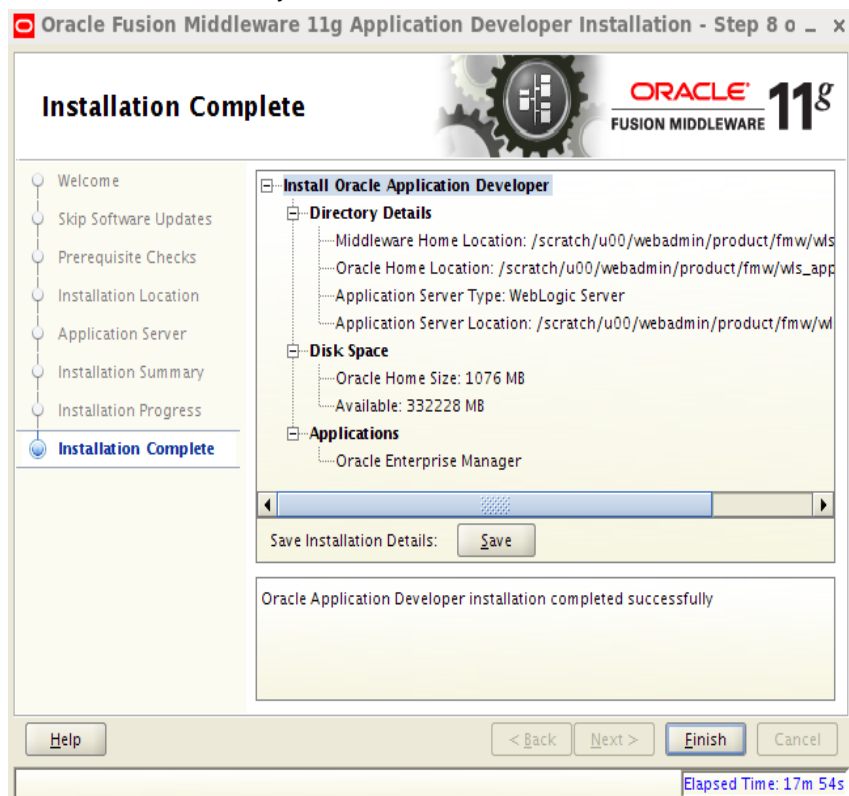 Oracle Fusion Middleware 11g Application Developer Installation - Step 8 o
Installation Complete
ORACLE
FUSION MIDDLEWARE
11g
Welcome
Skip Software Updates
Prerequisite Checks
Installation Location
Application Server
Installation Summary
Installation Progress
Installation Complete
Install Oracle Application Developer
Directory Details
Middleware Home Location: /scratch/u00/webadmin/product/fmw/wls
Oracle Home Location: /scratch/u00/webadmin/product/fmw/wls_app
Application Server Type: WebLogic Server
Application Server Location: /scratch/u00/webadmin/product/fmw/wl
Disk Space
Oracle Home Size: 1076 MB
Available: 332228 MB
Applications
Oracle Enterprise Manager
Save Installation Details: Save
Oracle Application Developer installation completed successfully
Help < Back Next > Finish Cancel
Elapsed Time: 17m 54s